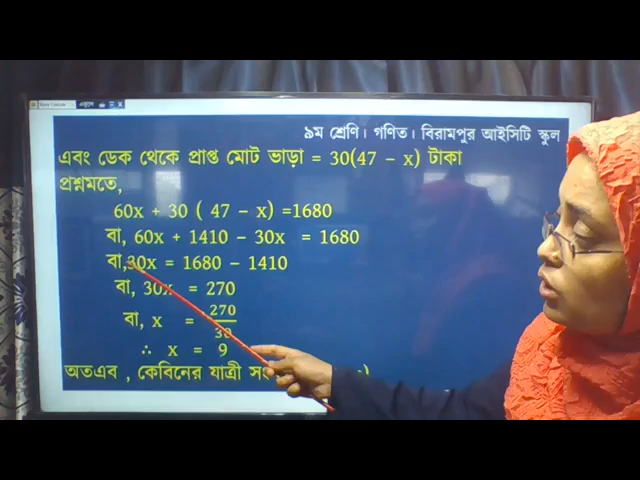 ৯ম শ্রেণি। গণিত। বিরামপুর আইসিটি স্কুল
এবং ডেক থেকে প্রাপ্ত মোট ভাড়া = 30(47 – x) টাকা
প্রশ্নমতে,
60x + 30 ( 47 – x) =1680
বা, 60x + 1410 – 30x = 1680
বা,30x = 1680 – 1410
বা, 30x = 270
বা, x = 270/30
∴ x = 9
অতএব , কেবিনের যাত্রী